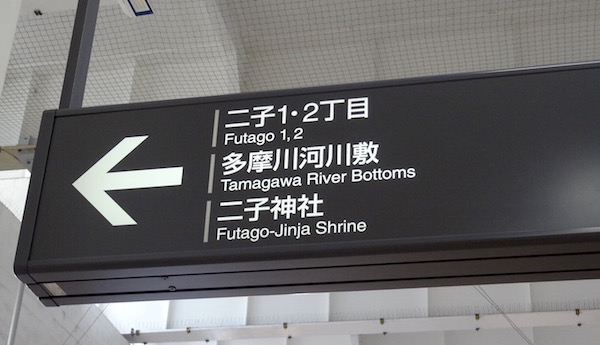 二子1・2丁目
Futago 1, 2
多摩川河川敷
Tamagawa River Bottoms
二子神社
Futago-Jinja Shrine